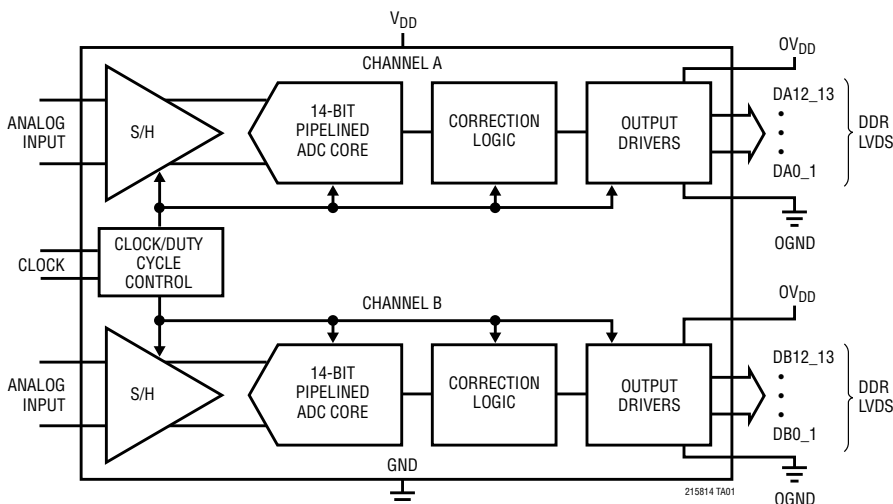 VDD
CHANNEL A
OVDD
ANALOG
INPUT
S/H
14-BIT
PIPELINED
ADC CORE
CORRECTION
LOGIC
OUTPUT
DRIVERS
DA12_13
•
•
•
DA0_1
DDR
LVDS
OGND
CLOCK
CLOCK/DUTY
CYCLE
CONTROL
CHANNEL B
OVDD
ANALOG
INPUT
S/H
14-BIT
PIPELINED
ADC CORE
CORRECTION
LOGIC
OUTPUT
DRIVERS
DB12_13
•
•
•
DB0_1
DDR
LVDS
GND
OGND
215814 TA01